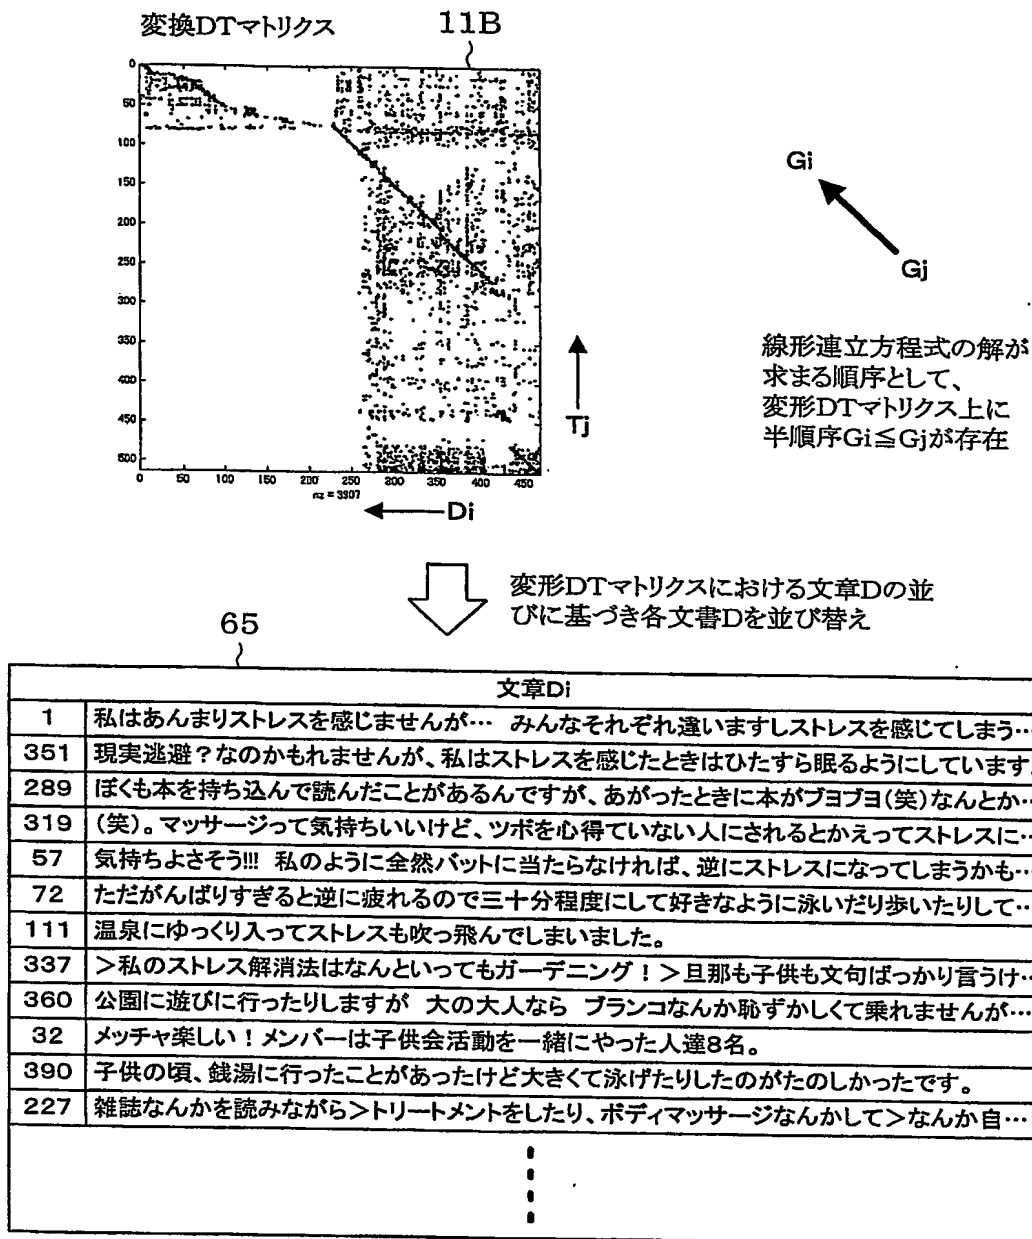 変換DTマトリクス
11B
0
50
100
150
200
250
300
350
400
450
500
0 50 100 150 200 250 300 350 400 450
nz = 3907
Di
Tj
Gi
Gj
線形連立方程式の解が
求まる順序として、
変形DTマトリクス上に
半順序Gi≦Gjが存在
変形DTマトリクスにおける文章Dの並
びに基づき各文書Dを並び替え
65
文章Di
1 私はあんまりストレスを感じませんが… みんなそれぞれ違いますしストレスを感じてしまう…
351 現実逃避？なのかもれませんが、私はストレスを感じたときはひたすら眠るようにしています
289 ぼくも本を持ち込んで読んだことがあるんですが、あがったときに本がブヨブヨ(笑)なんとか…
319 (笑)。マッサージって気持ちいいけど、ツボを心得ていない人にされるとかえってストレスに…
57 気持ちよさそう!!! 私のように全然バットに当たらなければ、逆にストレスになってしまうかも…
72 ただがんばりすぎると逆に疲れるので三十分程度にして好きなように泳いだり歩いたりして…
111 温泉にゆっくり入ってストレスも吹っ飛んでしまいました。
337 >私のストレス解消法はなんといってもガーデニング！>旦那も子供も文句ばっかり言うけ…
360 公園に遊びに行ったりしますが 大の大人なら ブランコなんか恥ずかしくて乗れませんが…
32 メッチャ楽しい！メンバーは子供会活動を一緒にやった人達8名。
390 子供の頃、銭湯に行ったことがあったけど大きくて泳げたりしたのがたのしかったです。
227 雑誌なんかを読みながら>トリートメントをしたり、ボディマッサージなんかして>なんか自…